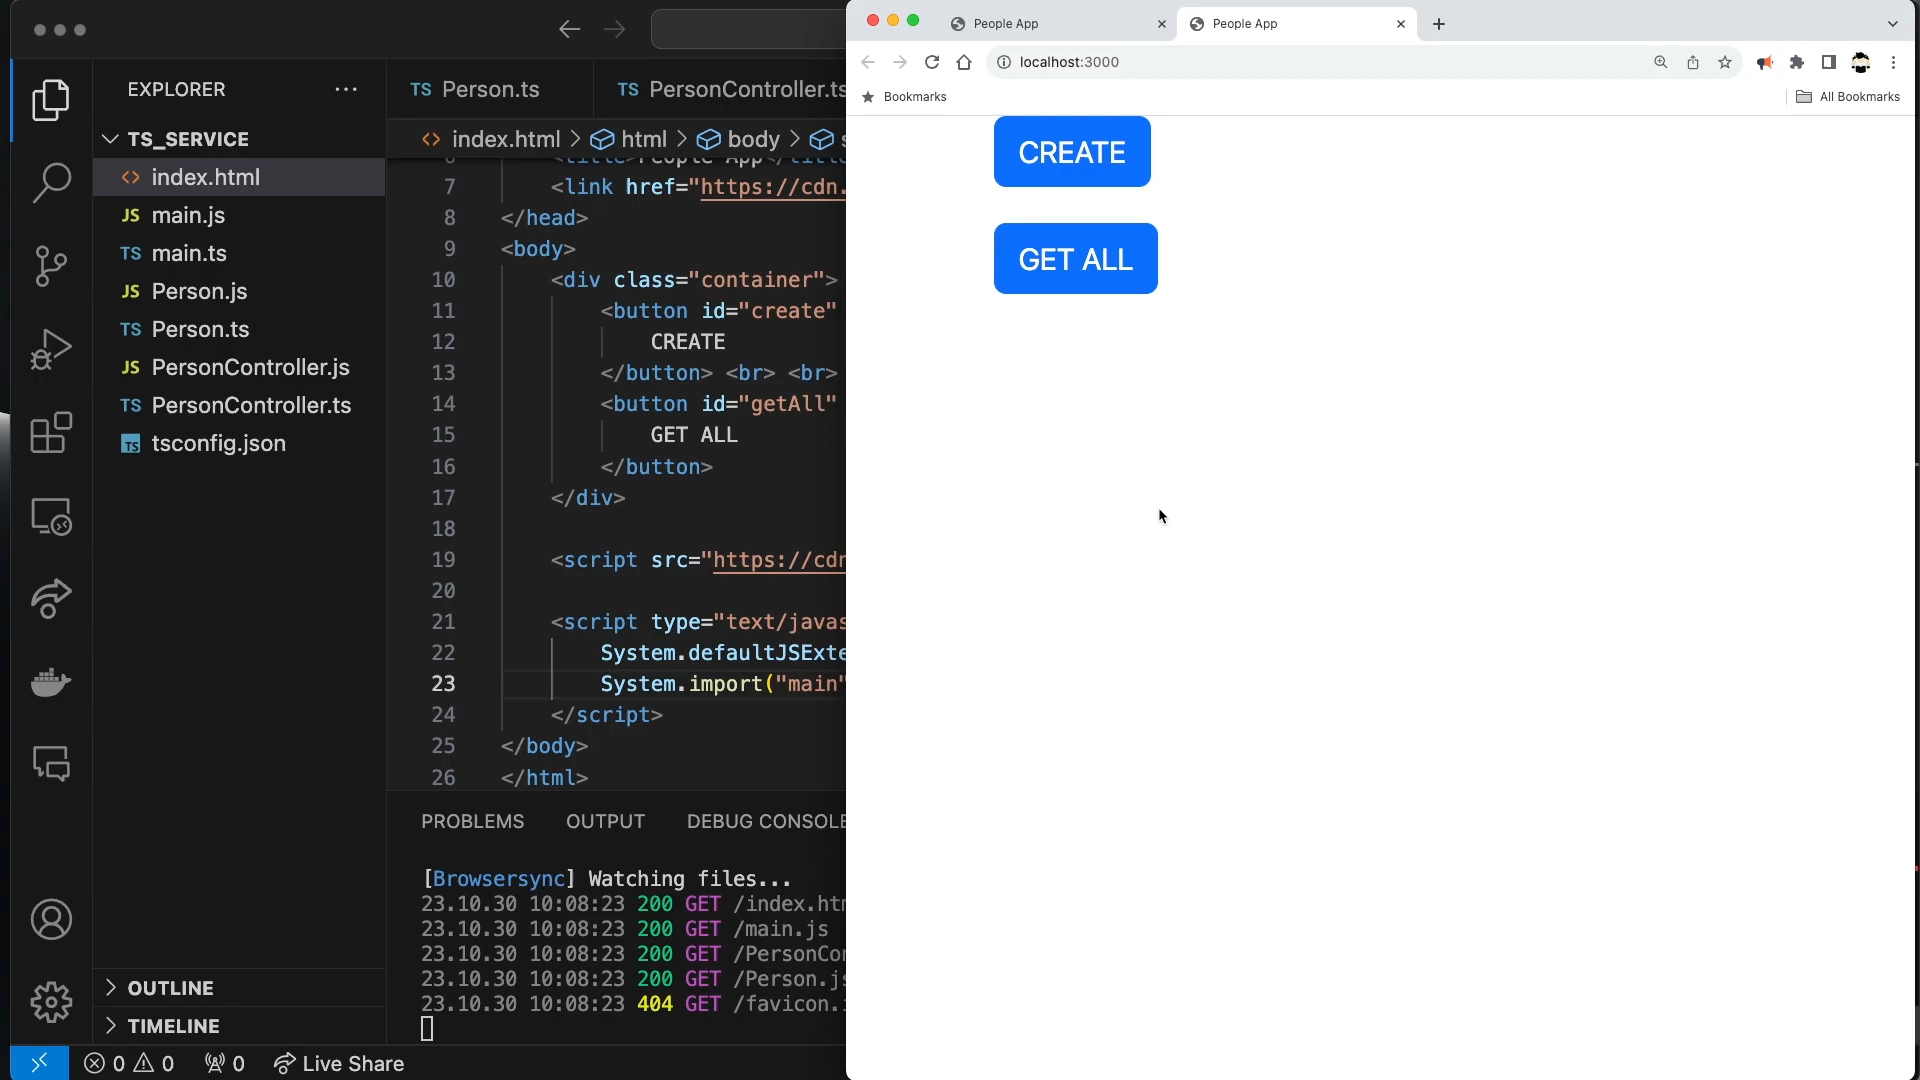 EXPLORER
TS_SERVICE
index.html
JS main.js
TS main.ts
JS Person.js
TS Person.ts
JS PersonController.js
TS PersonController.ts
TS tsconfig.json
OUTLINE
TIMELINE
TS Person.ts TS PersonController.ts
index.html > html > body >
6 <title>People App</title
7 <link href="https://cdn.
8 </head>
9 <body>
10 <div class="container">
11 <button id="create"
12 CREATE
13 </button> <br> <br>
14 <button id="getAll"
15 GET ALL
16 </button>
17 </div>
18
19 <script src="https://cdn
20
21 <script type="text/javas
22 System.defaultJSExte
23 System.import("main"
24 </script>
25 </body>
26 </html>
PROBLEMS OUTPUT DEBUG CONSOLE
[Browsersync] Watching files...
23.10.30 10:08:23 200 GET /index.htm
23.10.30 10:08:23 200 GET /main.js
23.10.30 10:08:23 200 GET /PersonCon
23.10.30 10:08:23 200 GET /Person.js
23.10.30 10:08:23 404 GET /favicon.i
0 0 0 Live Share
People App People App
localhost:3000
Bookmarks All Bookmarks
CREATE
GET ALL